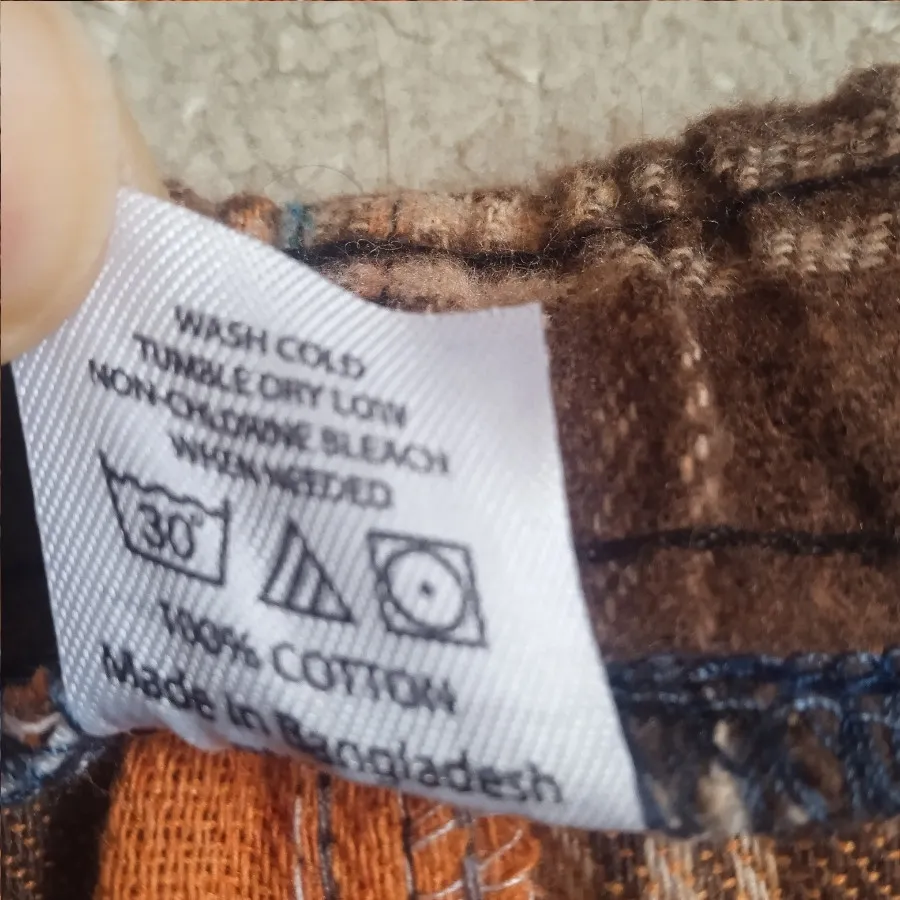 WASH COLD
TUMBLE DRY LOW
NON-CHLORINE BLEACH
WHEN NEEDED
30°
100% COTTON
Made in Bangladesh